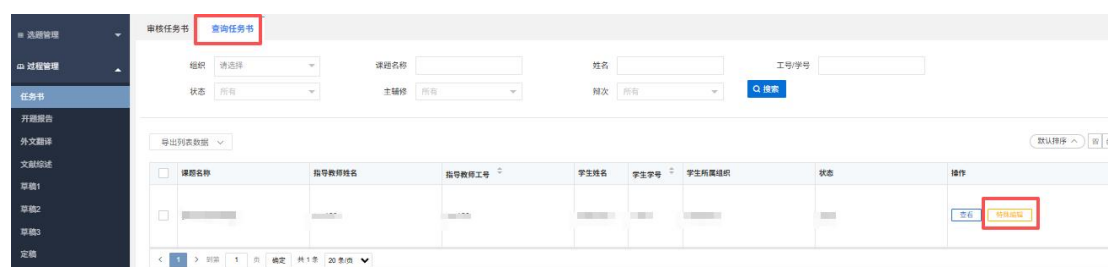 选题管理
过程管理
任务书
开题报告
外文翻译
文献综述
草稿1
草稿2
草稿3
定稿
审核任务书 查询任务书
组织 请选择 课题名称 姓名 工号/学号
状态 所有 主辅修 所有 辩次 所有 搜索
导出列表数据 默认排序
课题名称 指导教师姓名 指导教师工号 学生姓名 学生学号 学生所属组织 状态 操作
查看 特殊编辑
< 1 > 到第 1 页 确定 共 1 条 20 条/页